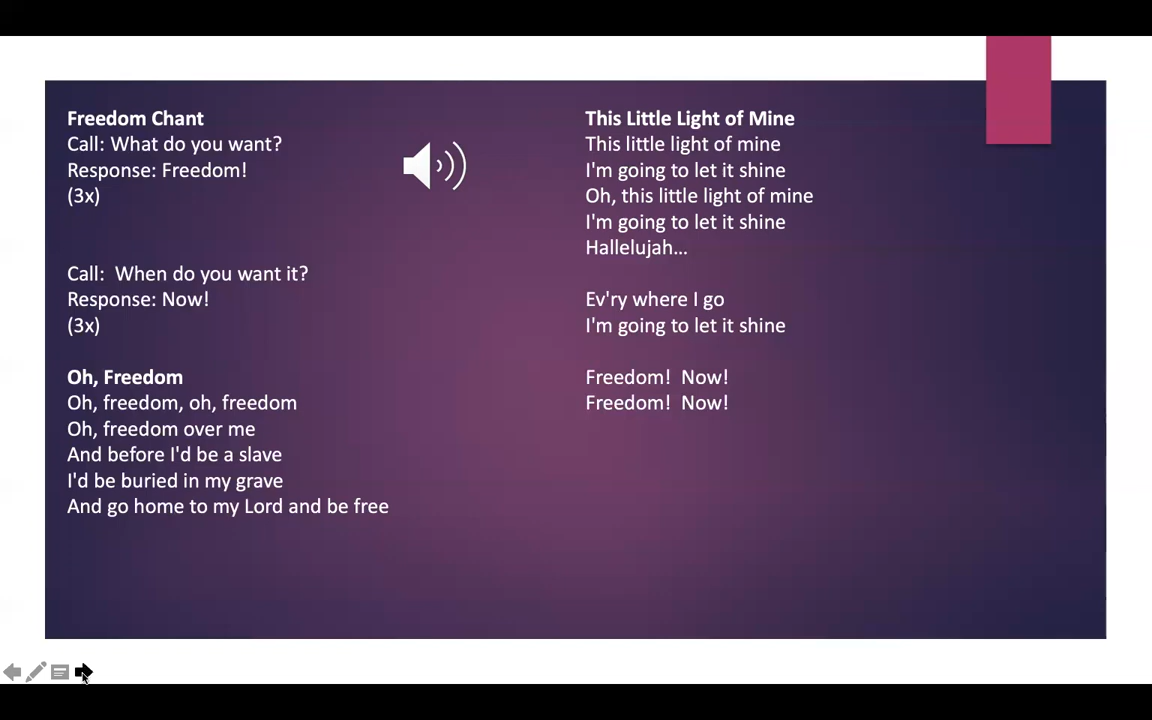 Freedom Chant
Call: What do you want?
Response: Freedom!
(3x)
Call:  When do you want it?
Response: Now!
(3x)
Oh, Freedom
Oh, freedom, oh, freedom
Oh, freedom over me
And before I'd be a slave
I'd be buried in my grave
And go home to my Lord and be free
This Little Light of Mine
This little light of mine
I'm going to let it shine
Oh, this little light of mine
I'm going to let it shine
Hallelujah...
Ev'ry where I go
I'm going to let it shine
Freedom!  Now!
Freedom!  Now!